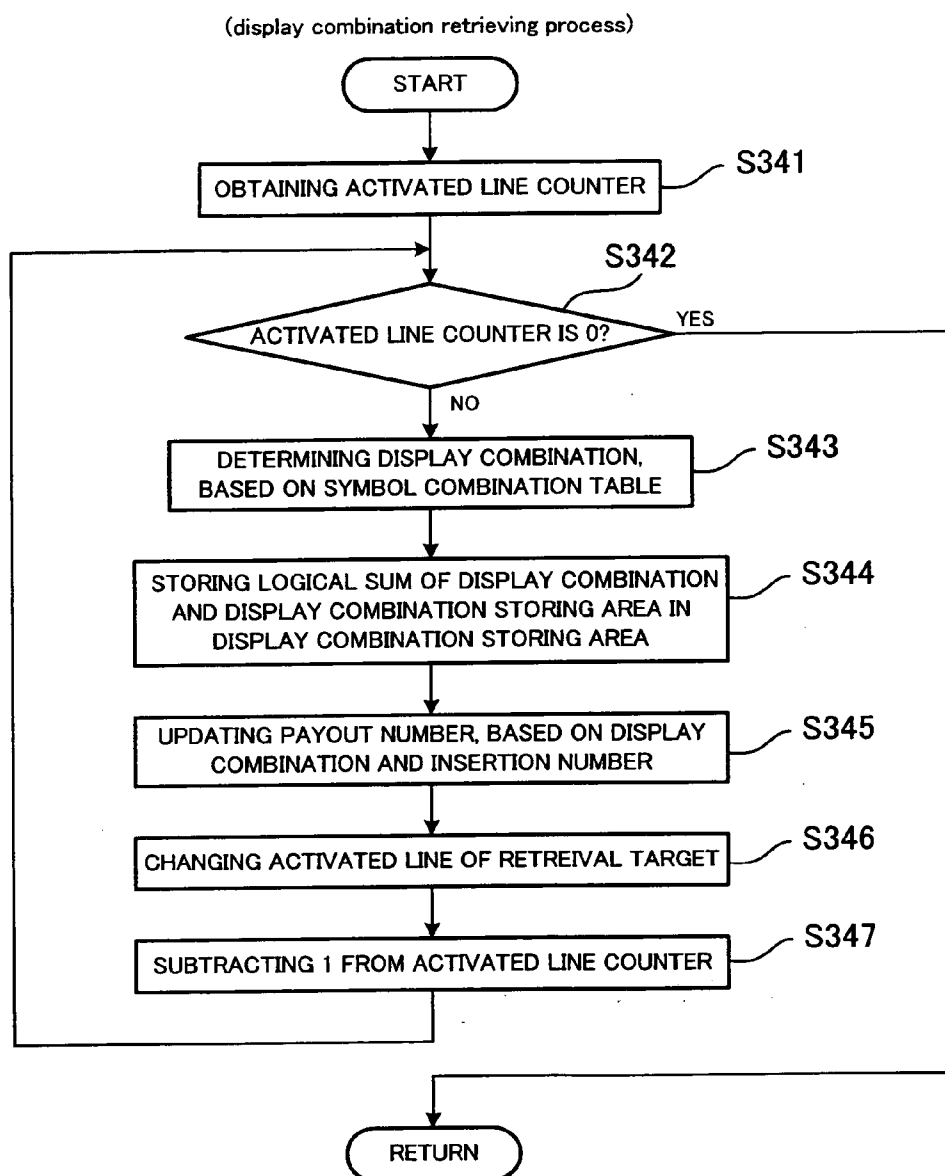 (display combination retrieving process)
START
S341
OBTAINING ACTIVATED LINE COUNTER
S342
ACTIVATED LINE COUNTER IS 0?
YES
NO
S343
DETERMINING DISPLAY COMBINATION,
BASED ON SYMBOL COMBINATION TABLE
S344
STORING LOGICAL SUM OF DISPLAY COMBINATION
AND DISPLAY COMBINATION STORING AREA IN
DISPLAY COMBINATION STORING AREA
S345
UPDATING PAYOUT NUMBER, BASED ON DISPLAY
COMBINATION AND INSERTION NUMBER
S346
CHANGING ACTIVATED LINE OF RETREIVAL TARGET
S347
SUBTRACTING 1 FROM ACTIVATED LINE COUNTER
RETURN